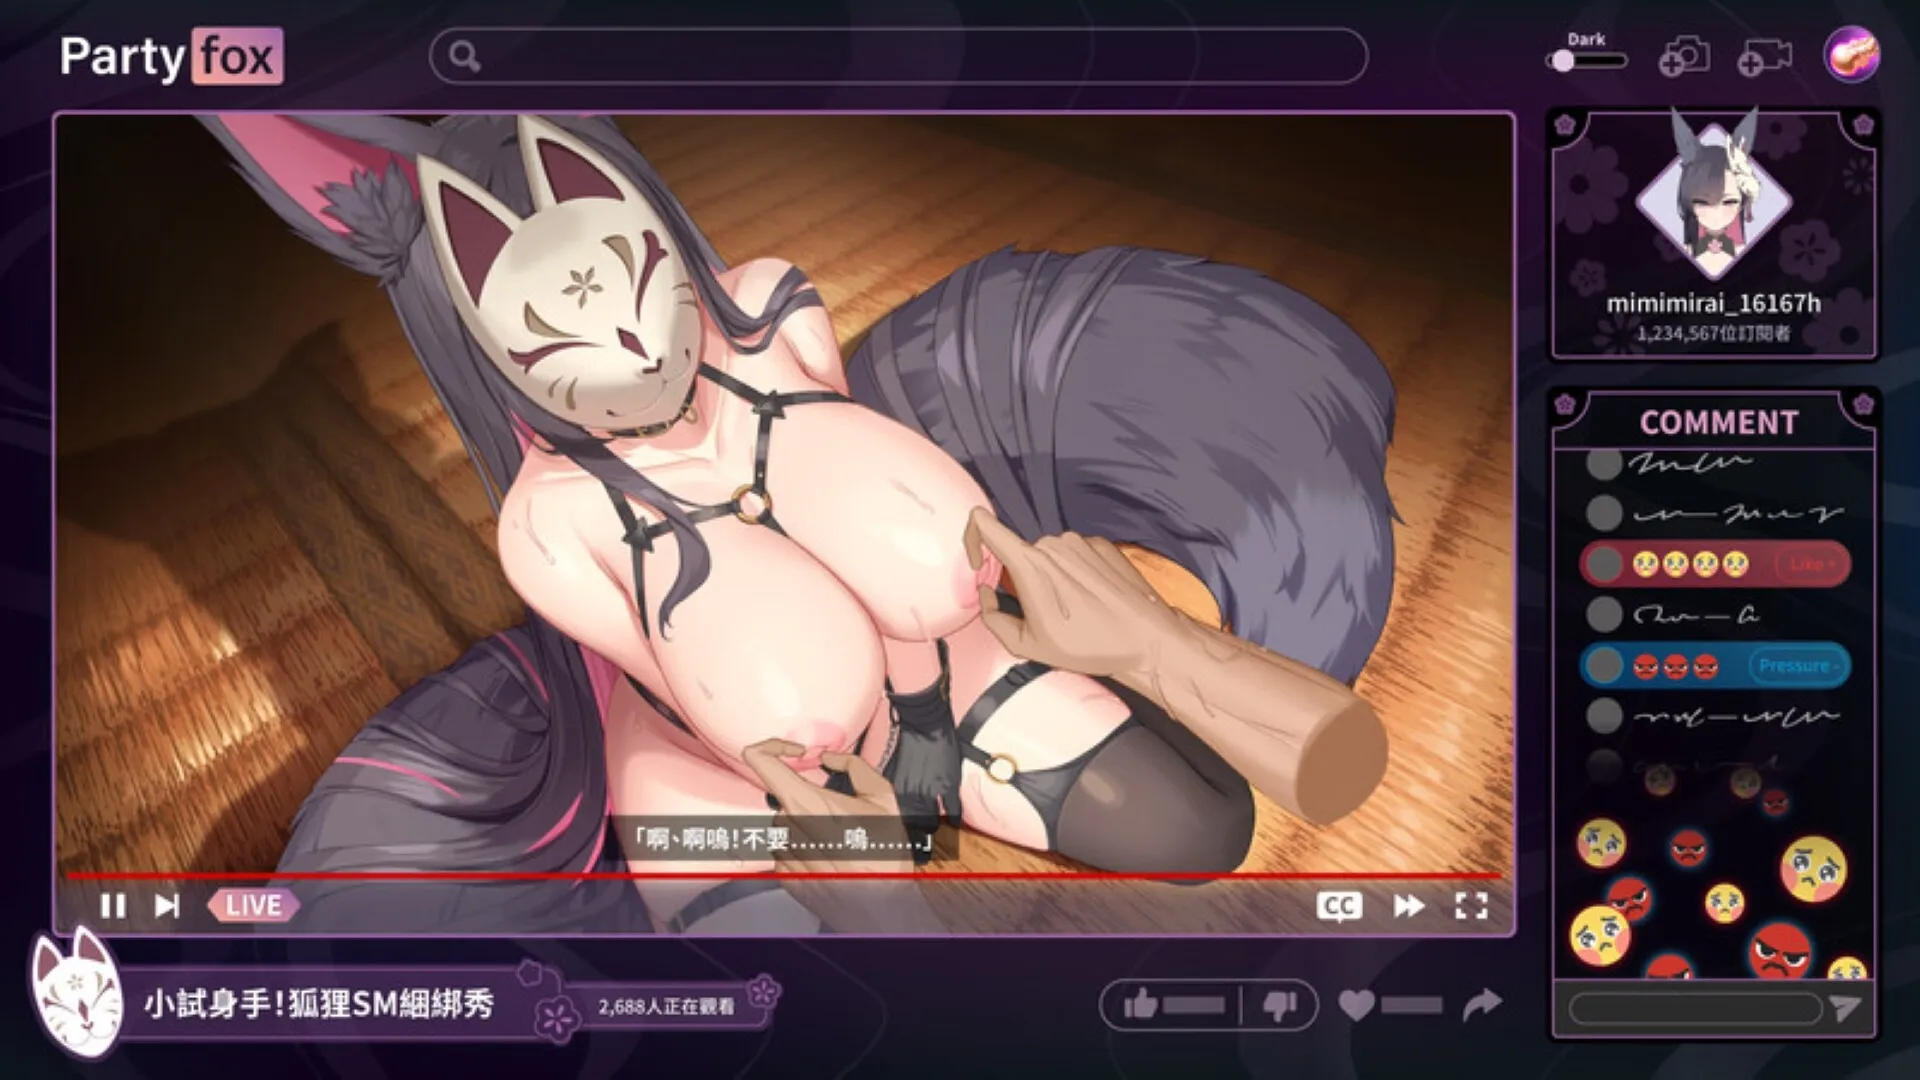 Party fox
Dark
mimimirai_16167h
1,234,567位訂閱者
COMMENT
Like +
Pressure -
「啊、啊嗚!不要......嗚......」
LIVE
CC
小試身手!狐狸SM綑綁秀
2,688人正在觀看